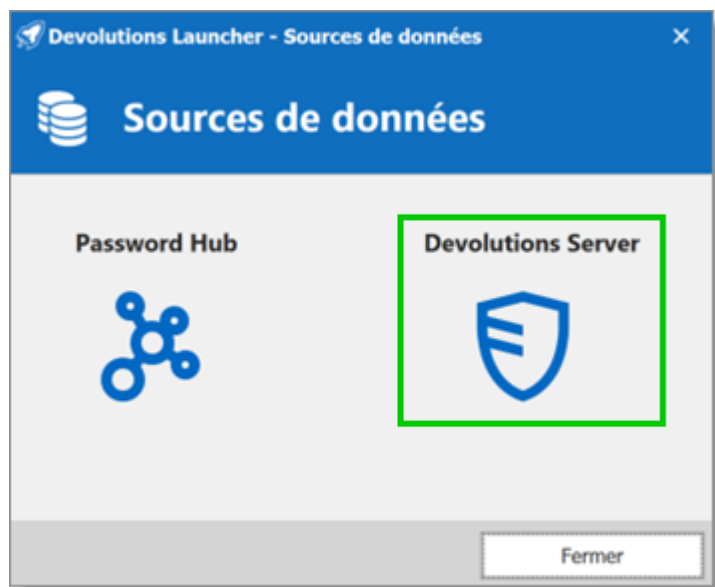 Devolutions Launcher - Sources de données
Sources de données
Password Hub
Devolutions Server
Fermer